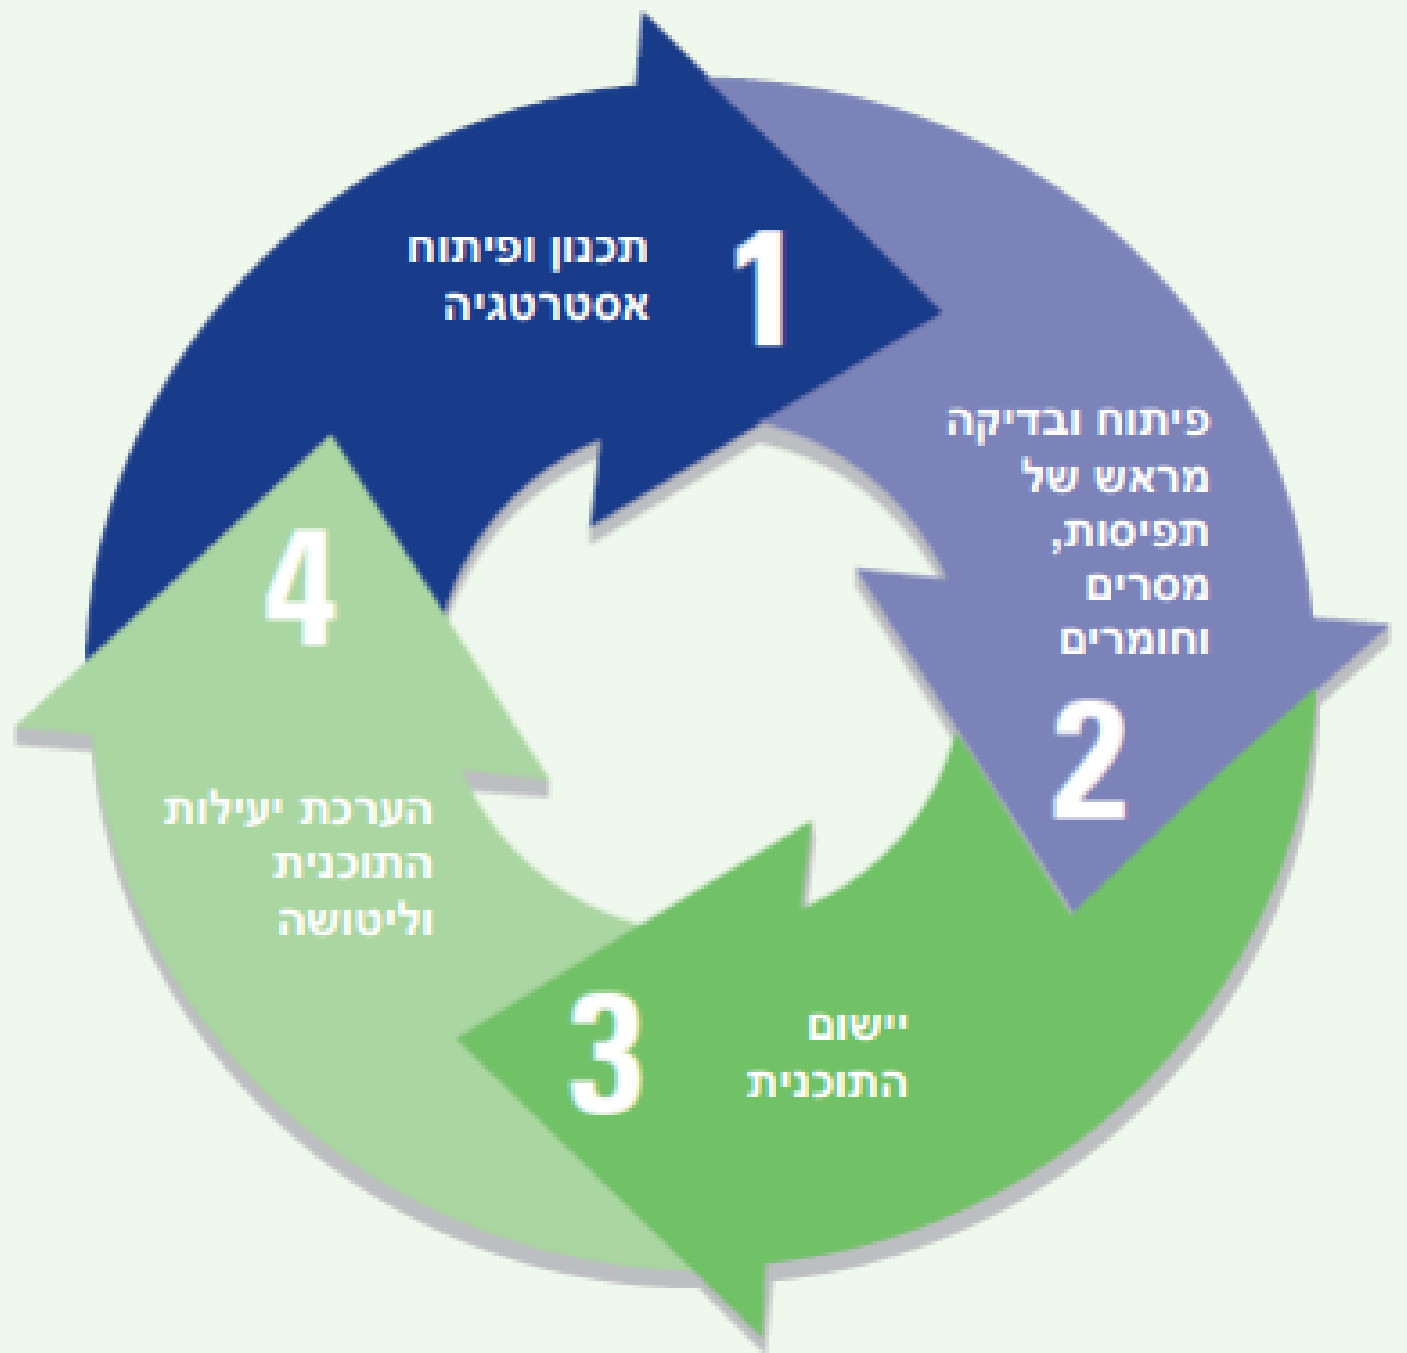 1
תכנון ופיתוח
אסטרטגיה
פיתוח ובדיקה
מראש של
תפיסות,
מסרים
וחומרים
2
3
יישום
התוכנית
4
הערכת יעילות
התוכנית
וליטושה